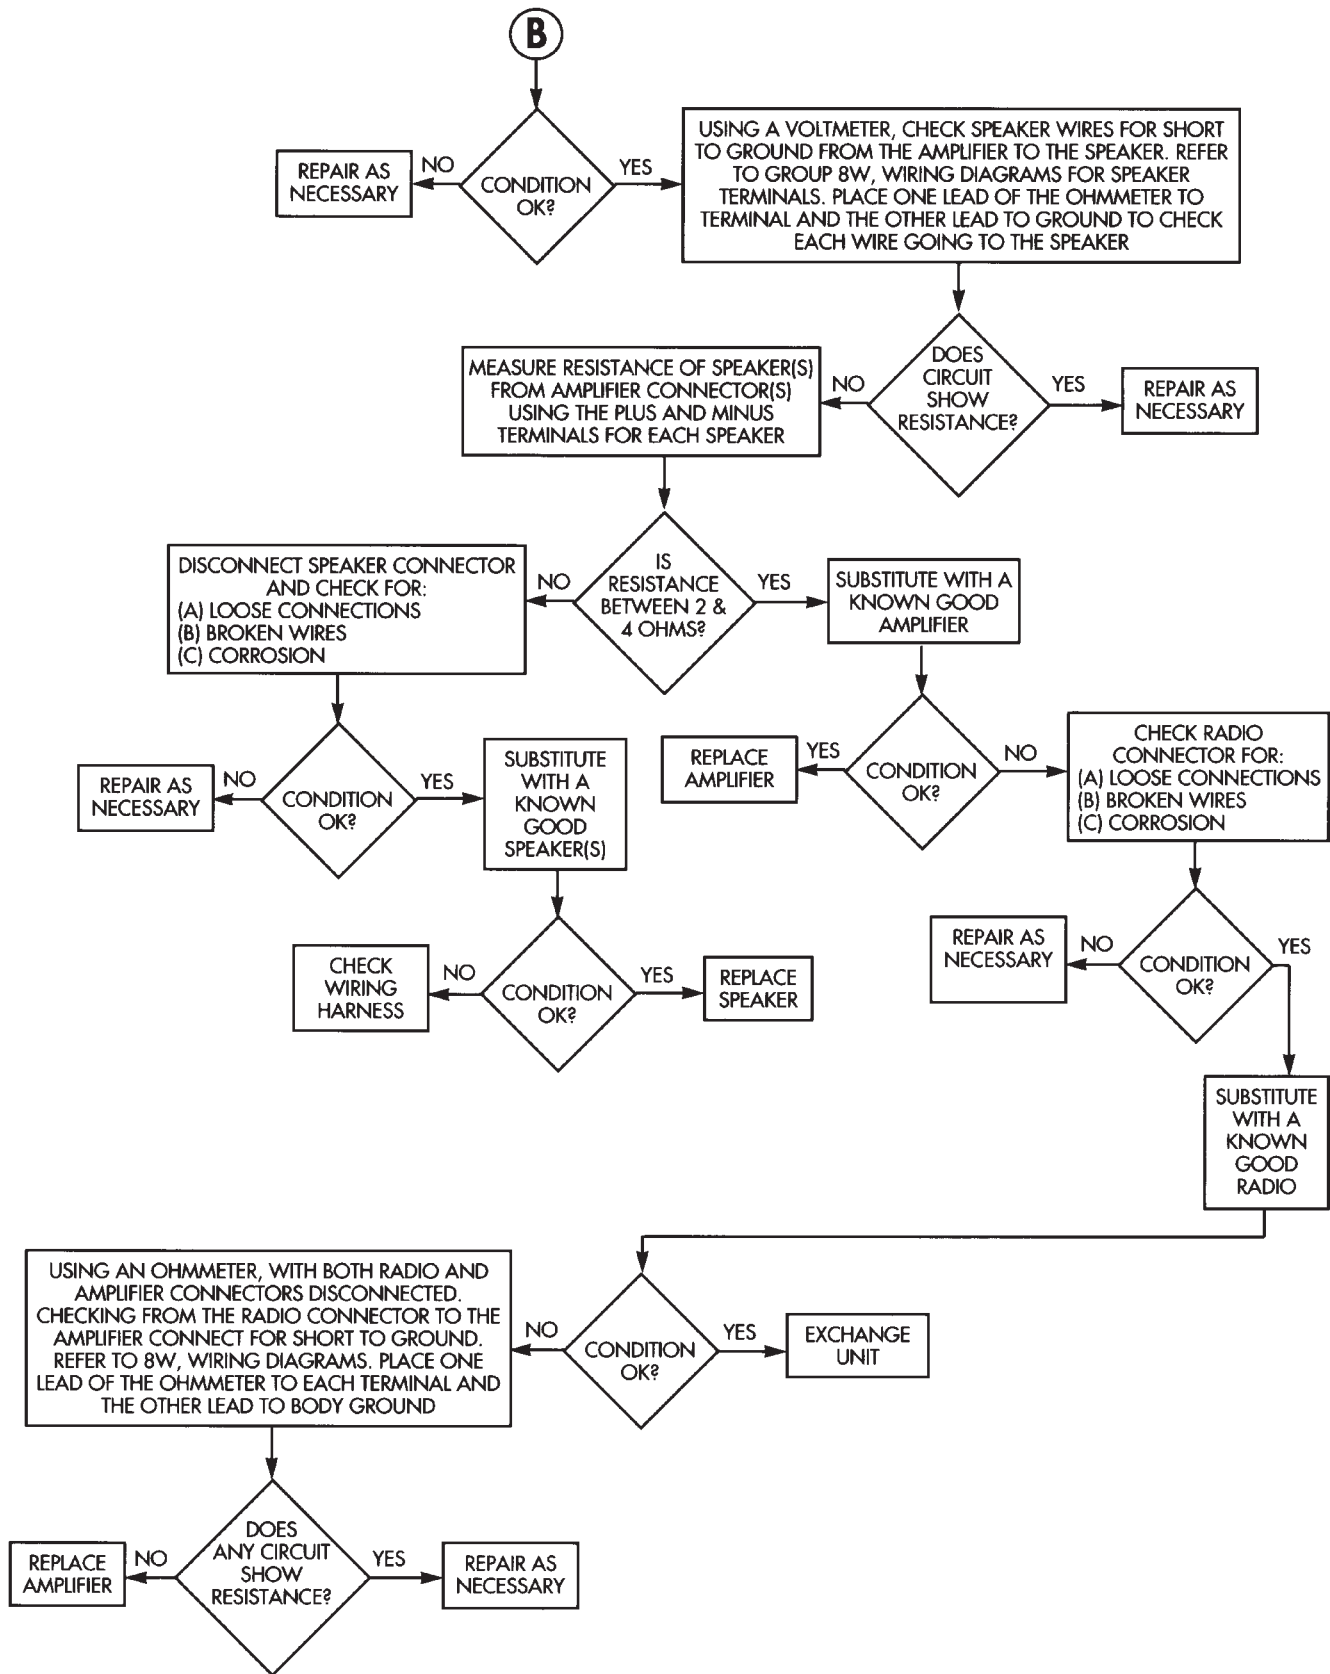 B
CONDITION
OK?
NO
REPAIR AS
NECESSARY
YES
USING A VOLTMETER, CHECK SPEAKER WIRES FOR SHORT
TO GROUND FROM THE AMPLIFIER TO THE SPEAKER. REFER
TO GROUP 8W, WIRING DIAGRAMS FOR SPEAKER
TERMINALS. PLACE ONE LEAD OF THE OHMMETER TO
TERMINAL AND THE OTHER LEAD TO GROUND TO CHECK
EACH WIRE GOING TO THE SPEAKER
DOES
CIRCUIT
SHOW
RESISTANCE?
YES
REPAIR AS
NECESSARY
NO
MEASURE RESISTANCE OF SPEAKER(S)
FROM AMPLIFIER CONNECTOR(S)
USING THE PLUS AND MINUS
TERMINALS FOR EACH SPEAKER
IS
RESISTANCE
BETWEEN 2 &
4 OHMS?
NO
DISCONNECT SPEAKER CONNECTOR
AND CHECK FOR:
(A) LOOSE CONNECTIONS
(B) BROKEN WIRES
(C) CORROSION
YES
SUBSTITUTE WITH A
KNOWN GOOD
AMPLIFIER
CONDITION
OK?
NO
REPAIR AS
NECESSARY
YES
SUBSTITUTE
WITH A
KNOWN
GOOD
SPEAKER(S)
CONDITION
OK?
YES
REPLACE
AMPLIFIER
NO
CHECK RADIO
CONNECTOR FOR:
(A) LOOSE CONNECTIONS
(B) BROKEN WIRES
(C) CORROSION
CONDITION
OK?
NO
CHECK
WIRING
HARNESS
YES
REPLACE
SPEAKER
CONDITION
OK?
NO
REPAIR AS
NECESSARY
YES
SUBSTITUTE
WITH A
KNOWN
GOOD
RADIO
CONDITION
OK?
YES
EXCHANGE
UNIT
NO
USING AN OHMMETER, WITH BOTH RADIO AND
AMPLIFIER CONNECTORS DISCONNECTED.
CHECKING FROM THE RADIO CONNECTOR TO THE
AMPLIFIER CONNECT FOR SHORT TO GROUND.
REFER TO 8W, WIRING DIAGRAMS. PLACE ONE
LEAD OF THE OHMMETER TO EACH TERMINAL AND
THE OTHER LEAD TO BODY GROUND
DOES
ANY CIRCUIT
SHOW
RESISTANCE?
NO
REPLACE
AMPLIFIER
YES
REPAIR AS
NECESSARY